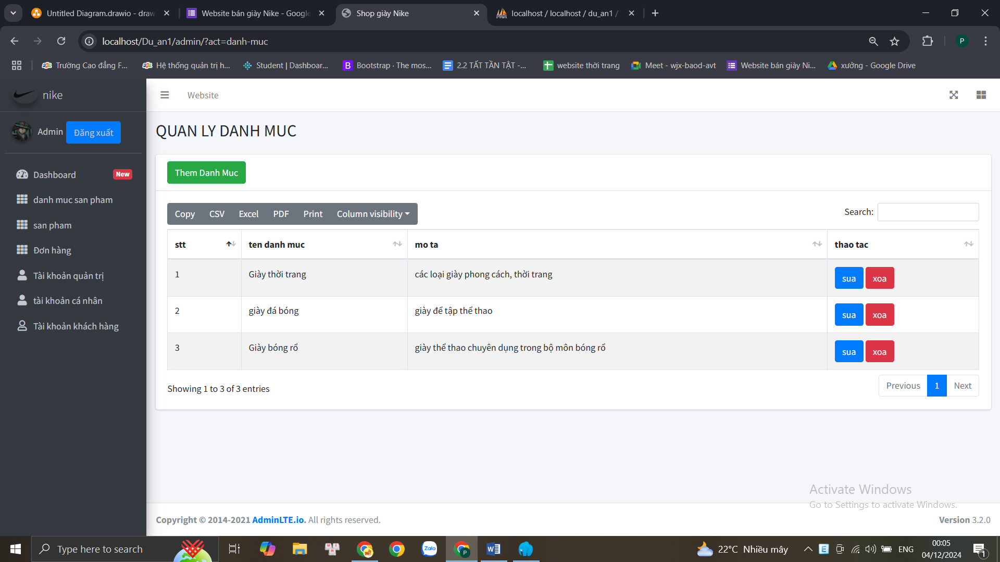 Untitled Diagram.drawio - draw
Website bán giày Nike - Google
Shop giày Nike
localhost / localhost / du_an1 /
localhost/Du_an1/admin/?act=danh-muc
P
Trường Cao đẳng F...
Hệ thống quản trị h...
Student | Dashboar...
Bootstrap · The mos...
2.2 TẤT TẦN TẬT -...
website thời trang
Meet - wjx-baod-avt
Website bán giày Ni...
xưởng - Google Drive
nike
Website
Admin
Đăng xuất
Dashboard
New
danh muc san pham
san pham
Đơn hàng
Tài khoản quản trị
tài khoản cá nhân
Tài khoản khách hàng
QUAN LY DANH MUC
Them Danh Muc
Copy CSV Excel PDF Print Column visibility
Search:
stt ten danh muc mo ta thao tac
1 Giày thời trang các loại giày phong cách, thời trang sua xoa
2 giày đá bóng giày để tập thể thao sua xoa
3 Giày bóng rổ giày thể thao chuyên dụng trong bộ môn bóng rổ sua xoa
Showing 1 to 3 of 3 entries
Previous 1 Next
Activate Windows
Go to Settings to activate Windows.
Copyright © 2014-2021 AdminLTE.io. All rights reserved.
Version 3.2.0
Type here to search
Zalo
P
22°C Nhiều mây
ENG
00:05
04/12/2024
1